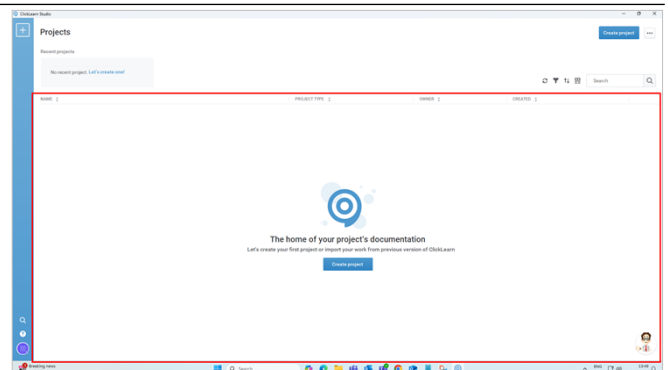 ClickLearn Studio
Projects
Create project
Recent projects
No recent project. Let's create one!
Search
NAME
PROJECT TYPE
OWNER
CREATED
The home of your project's documentation
Let's create your first project or import your work from previous version of ClickLearn
Create project
Breaking news
Search
ENG
13:48